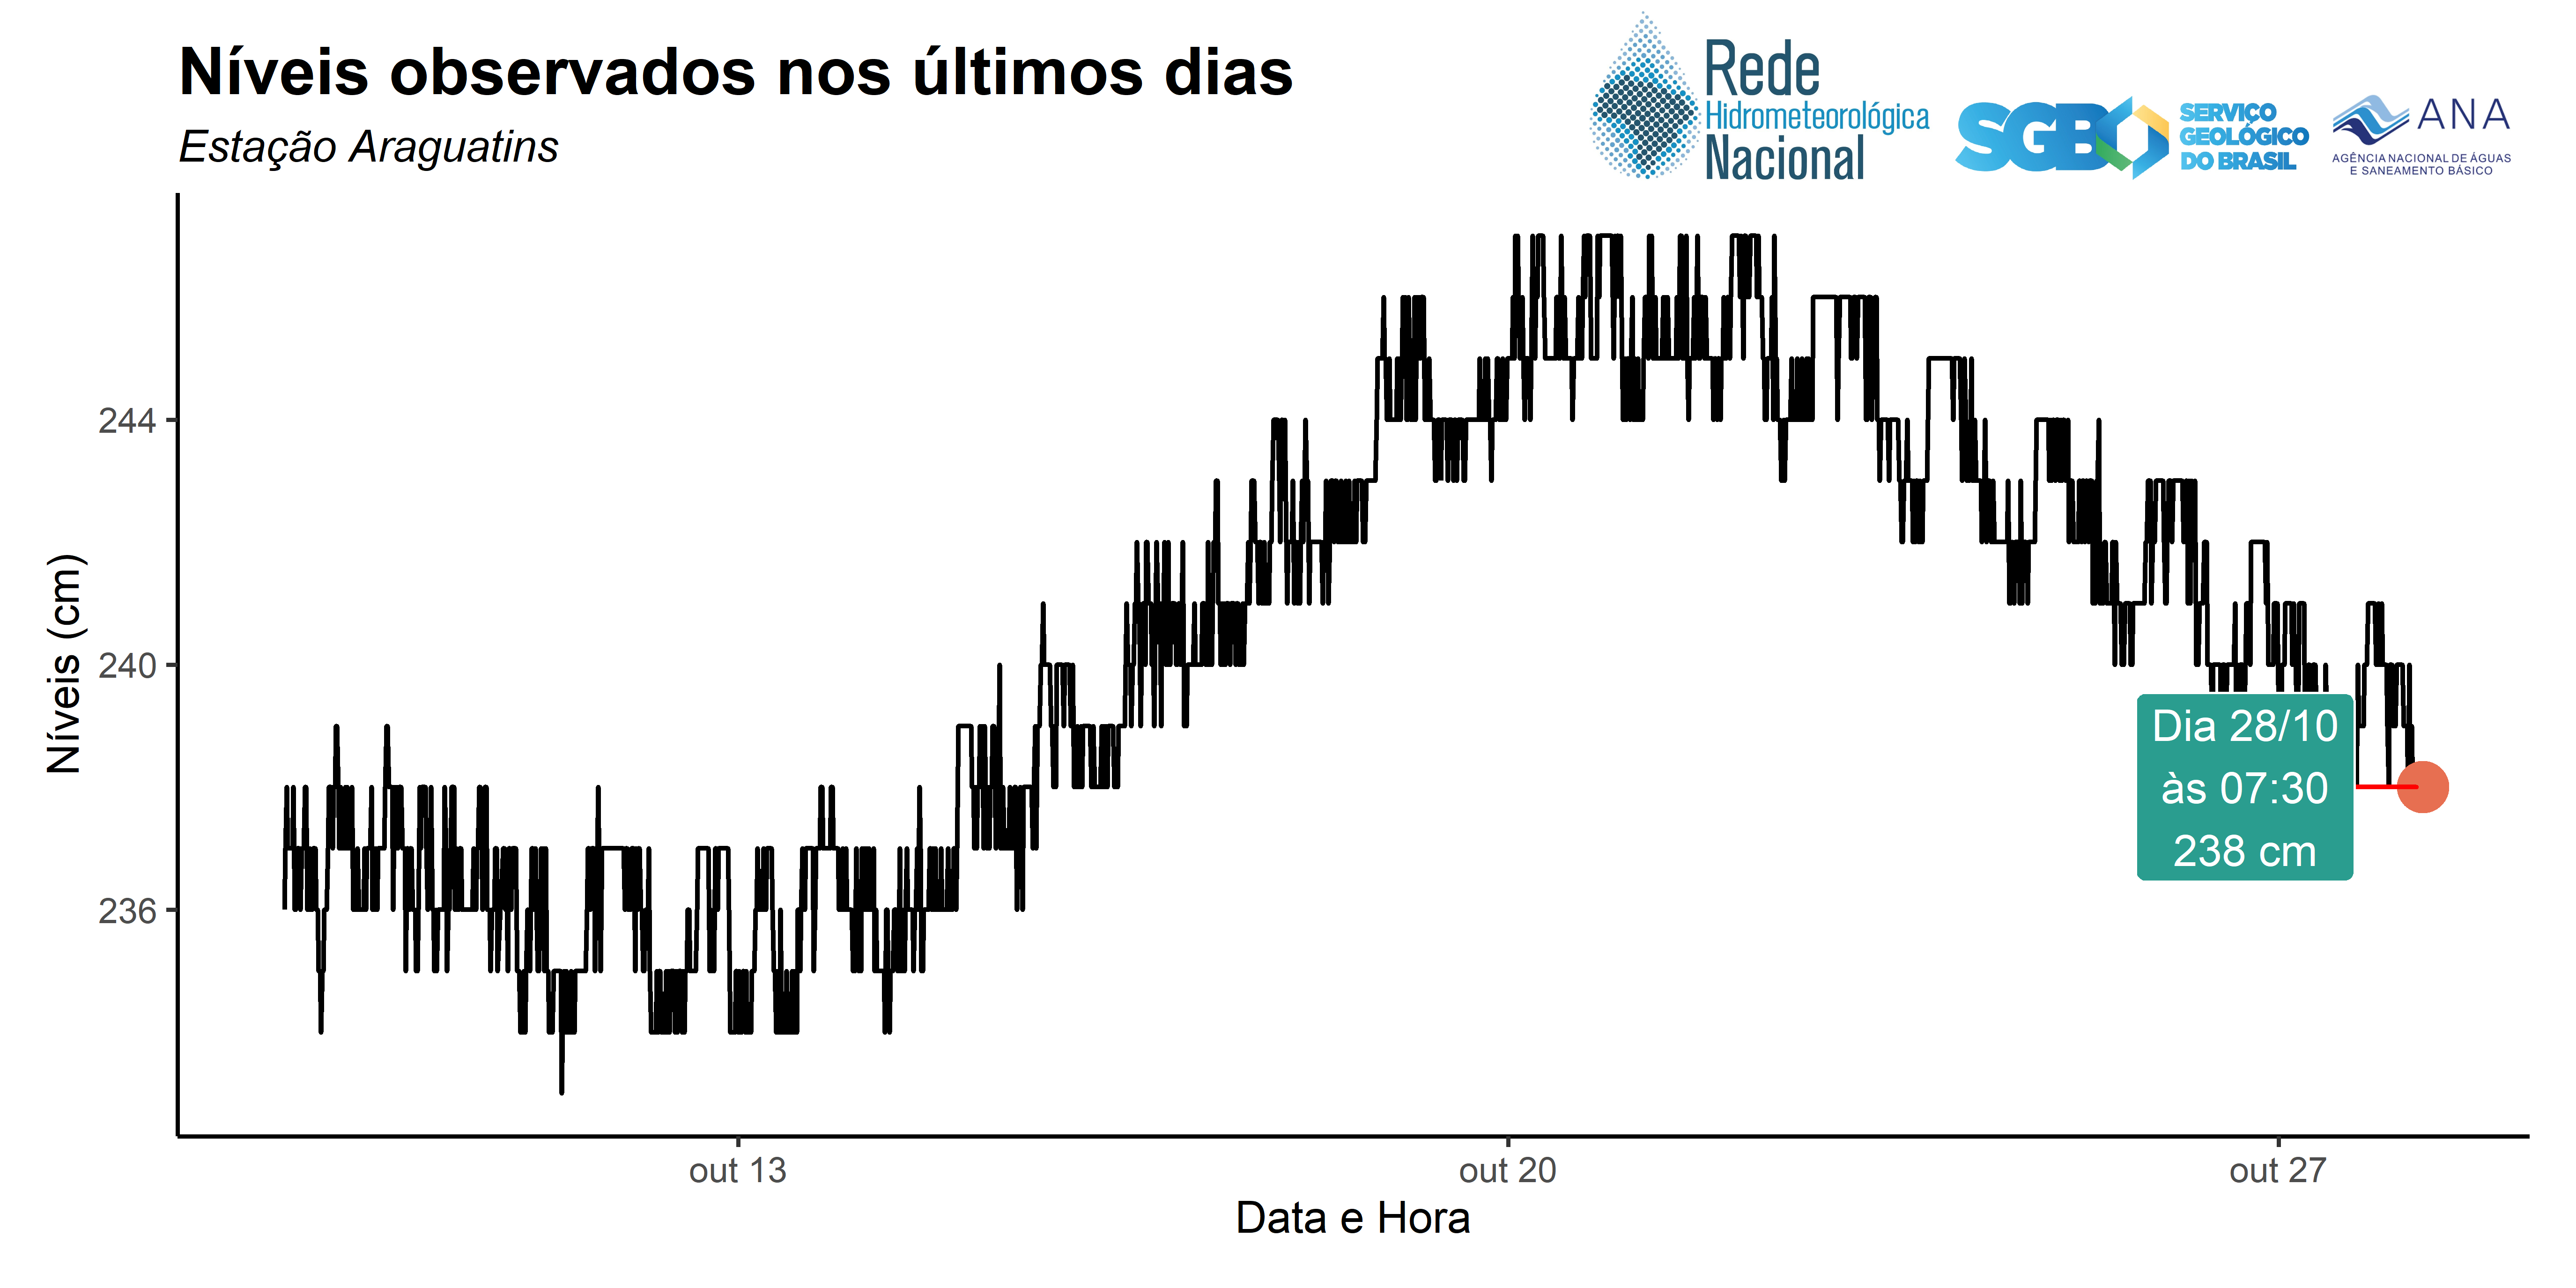 Níveis observados nos últimos dias
Estação Araguatins
Rede
Hidrometeorológica
Nacional
SGB
SERVIÇO
GEOLÓGICO
DO BRASIL
ANA
AGÊNCIA NACIONAL DE ÁGUAS
E SANEAMENTO BÁSICO
Níveis (cm)
244
240
236
Dia 28/10
às 07:30
238 cm
out 13
out 20
out 27
Data e Hora